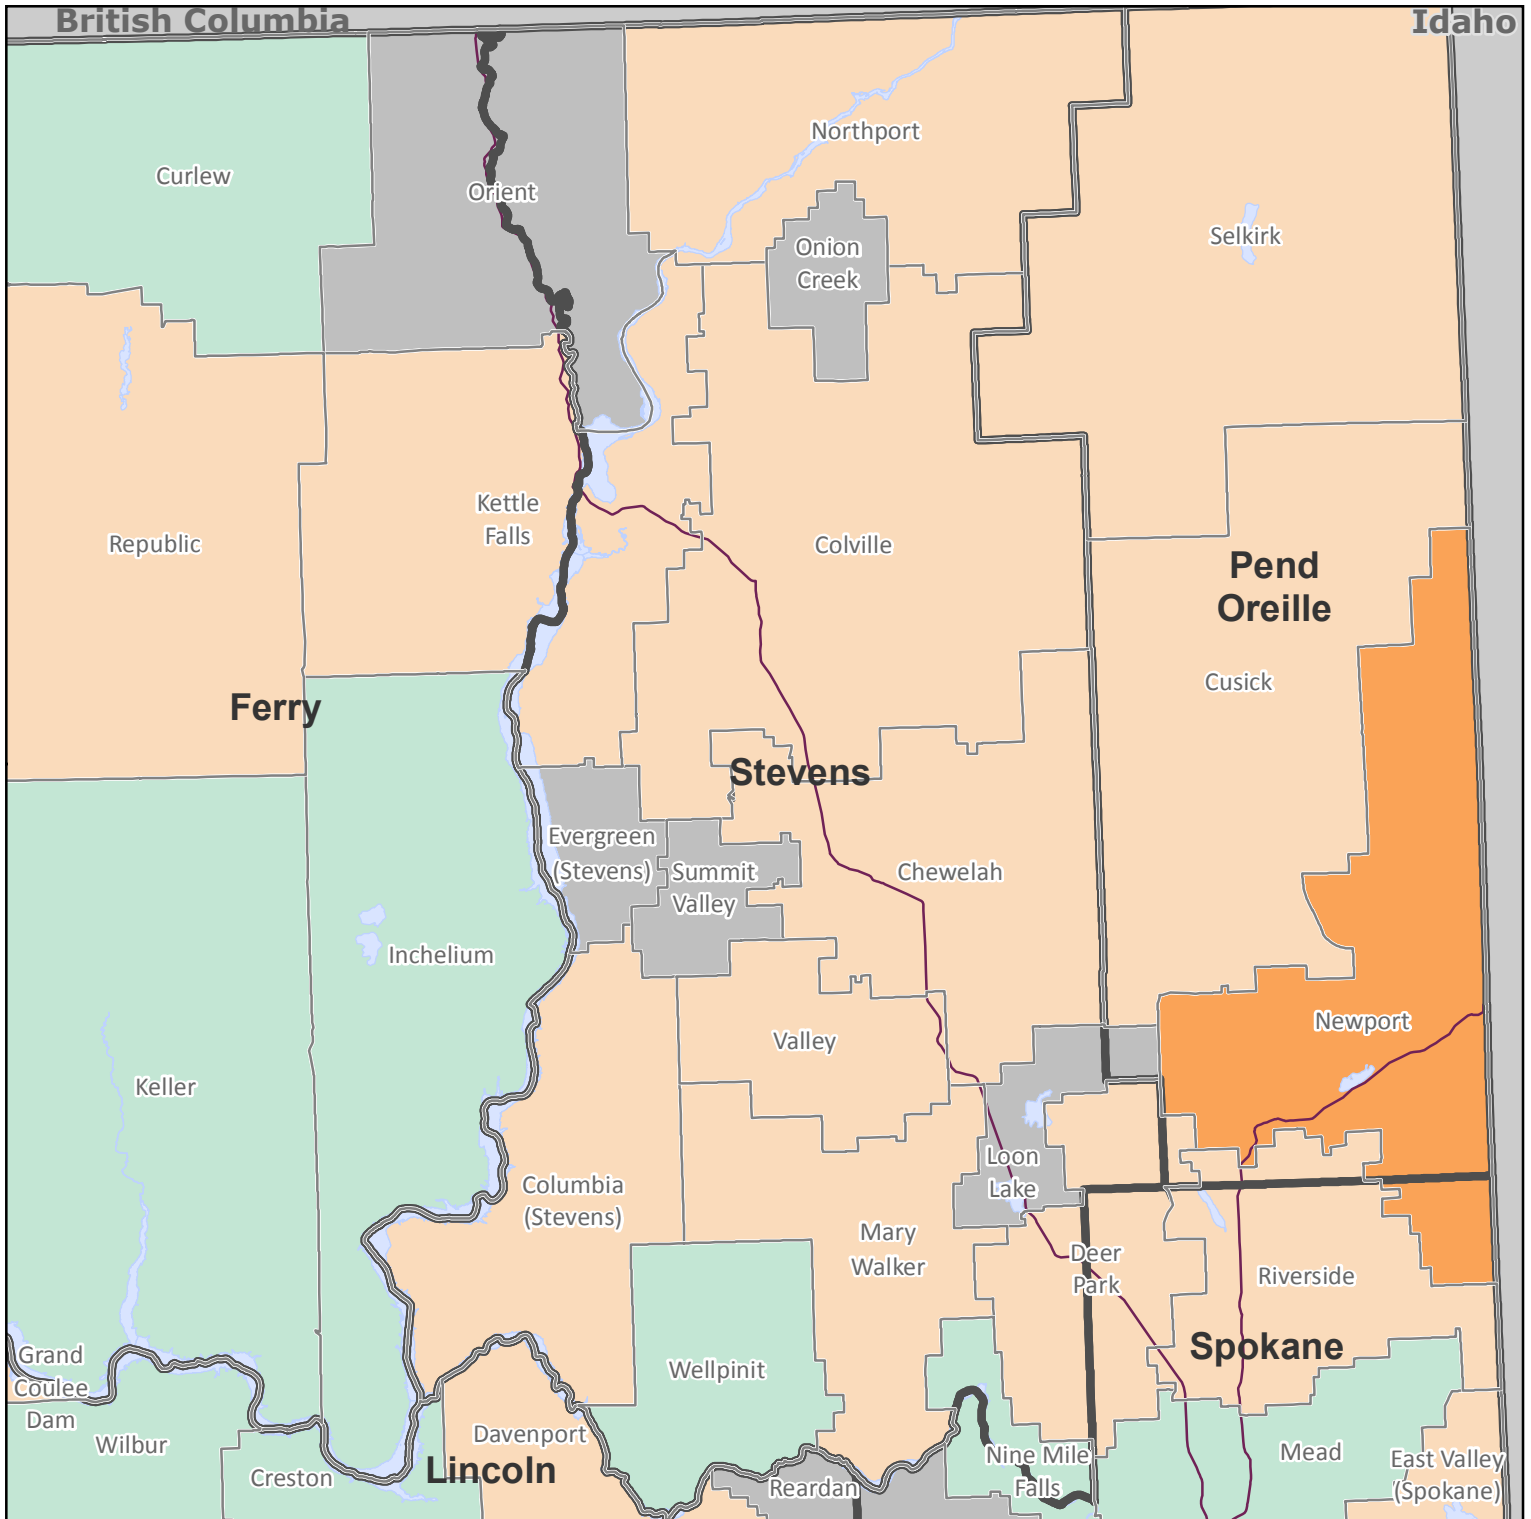 British Columbia
Idaho
Northport
Curlew
Orient
Selkirk
Onion
Creek
Kettle
Falls
Republic
Colville
Pend
Oreille
Cusick
Ferry
Stevens
Evergreen
(Stevens)
Summit
Valley
Chewelah
Inchelium
Newport
Valley
Keller
Loon
Lake
Columbia
(Stevens)
Mary
Walker
Deer
Park
Riverside
Spokane
Grand
Coulee
Dam
Wellpinit
Wilbur
Davenport
Creston
Lincoln
Reardan
Nine Mile
Falls
Mead
East Valley
(Spokane)